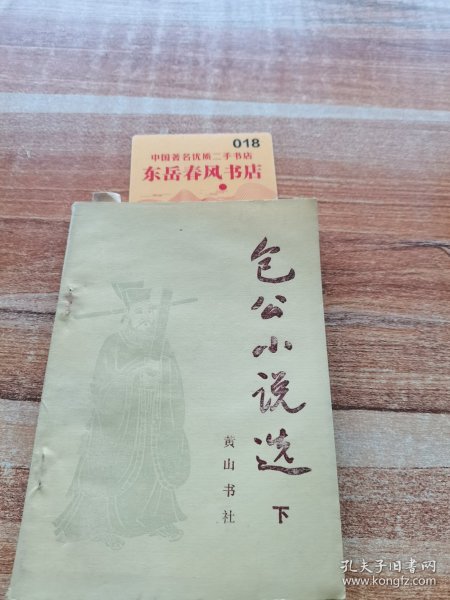 018
中国著名优质二手书店
东岳春风书店
包公小说选
下
黄山书社
孔夫子旧书网
www.kongfz.com